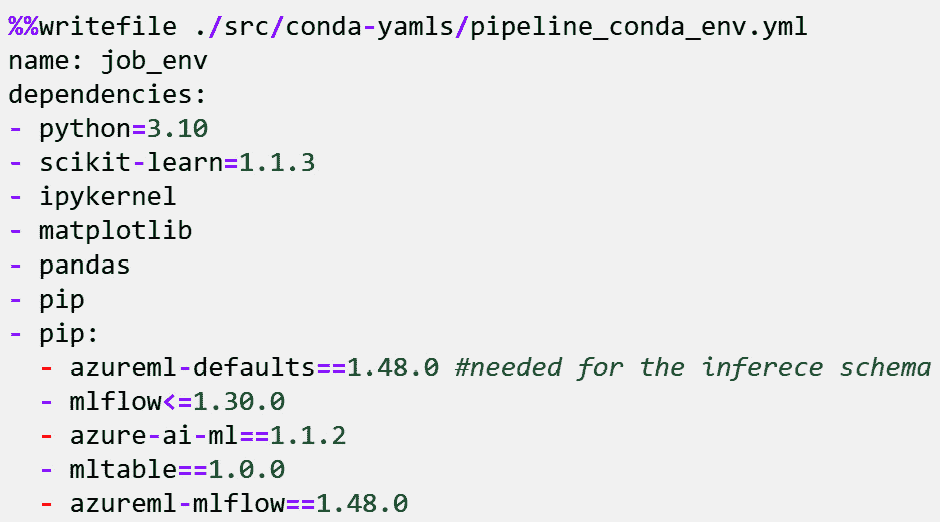 %%writefile ./src/conda-yamls/pipeline_conda_env.yml
name: job_env
dependencies:
- python=3.10
- scikit-learn=1.1.3
- ipykernel
- matplotlib
- pandas
- pip
- pip:
  - azureml-defaults==1.48.0 #needed for the inferece schema
  - mlflow<=1.30.0
  - azure-ai-ml==1.1.2
  - mltable==1.0.0
  - azureml-mlflow==1.48.0